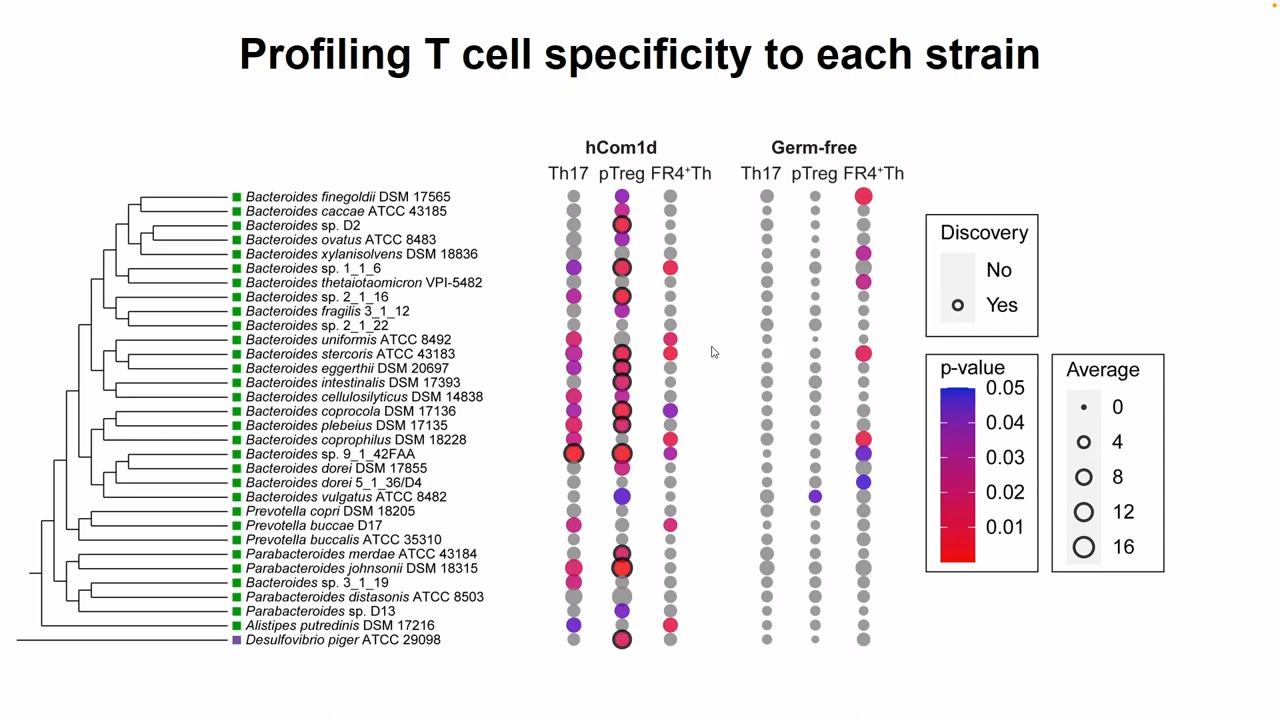 Profiling T cell specificity to each strain
hCom1d Germ-free
Th17 pTreg FR4⁺Th Th17 pTreg FR4⁺Th
Bacteroides finegoldii DSM 17565
Bacteroides caccae ATCC 43185
Bacteroides sp. D2
Bacteroides ovatus ATCC 8483
Bacteroides xylanisolvens DSM 18836
Bacteroides sp. 1_1_6
Bacteroides thetaiotaomicron VPI-5482
Bacteroides sp. 2_1_16
Bacteroides fragilis 3_1_12
Bacteroides sp. 2_1_22
Bacteroides uniformis ATCC 8492
Bacteroides stercoris ATCC 43183
Bacteroides eggerthii DSM 20697
Bacteroides intestinalis DSM 17393
Bacteroides cellulosilyticus DSM 14838
Bacteroides coprocola DSM 17136
Bacteroides plebeius DSM 17135
Bacteroides coprophilus DSM 18228
Bacteroides sp. 9_1_42FAA
Bacteroides dorei DSM 17855
Bacteroides dorei 5_1_36/D4
Bacteroides vulgatus ATCC 8482
Prevotella copri DSM 18205
Prevotella buccae D17
Prevotella buccalis ATCC 35310
Parabacteroides merdae ATCC 43184
Parabacteroides johnsonii DSM 18315
Bacteroides sp. 3_1_19
Parabacteroides distasonis ATCC 8503
Parabacteroides sp. D13
Alistipes putredinis DSM 17216
Desulfovibrio piger ATCC 29098
Discovery
No
Yes
p-value
0.05
0.04
0.03
0.02
0.01
Average
0
4
8
12
16